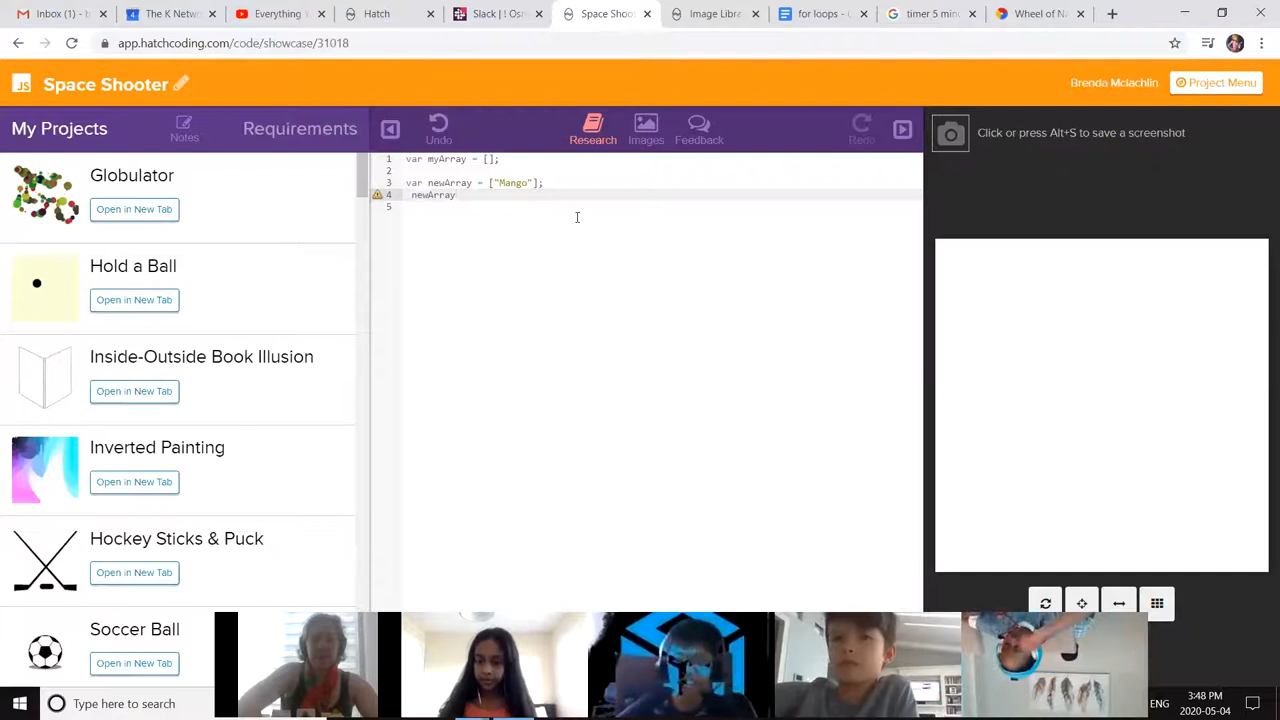 Inbox (1
The K Netw
Everything
Hatch
Slack | ! Ose
Space Shoo
Image Libra
for loops - G
timer 5 min
Wheel of Na
app.hatchcoding.com/code/showcase/31018
JS
Space Shooter
Brenda Mclachlin
Project Menu
My Projects
Notes
Requirements
Undo
Research
Images
Feedback
Redo
Click or press Alt+S to save a screenshot
Globulator
Open in New Tab
Hold a Ball
Open in New Tab
Inside-Outside Book Illusion
Open in New Tab
Inverted Painting
Open in New Tab
Hockey Sticks & Puck
Open in New Tab
Soccer Ball
Open in New Tab
1 var myArray = [];
2
3 var newArray = ["Mango"];
4 newArray
5
Type here to search
ENG
3:48 PM
2020-05-04